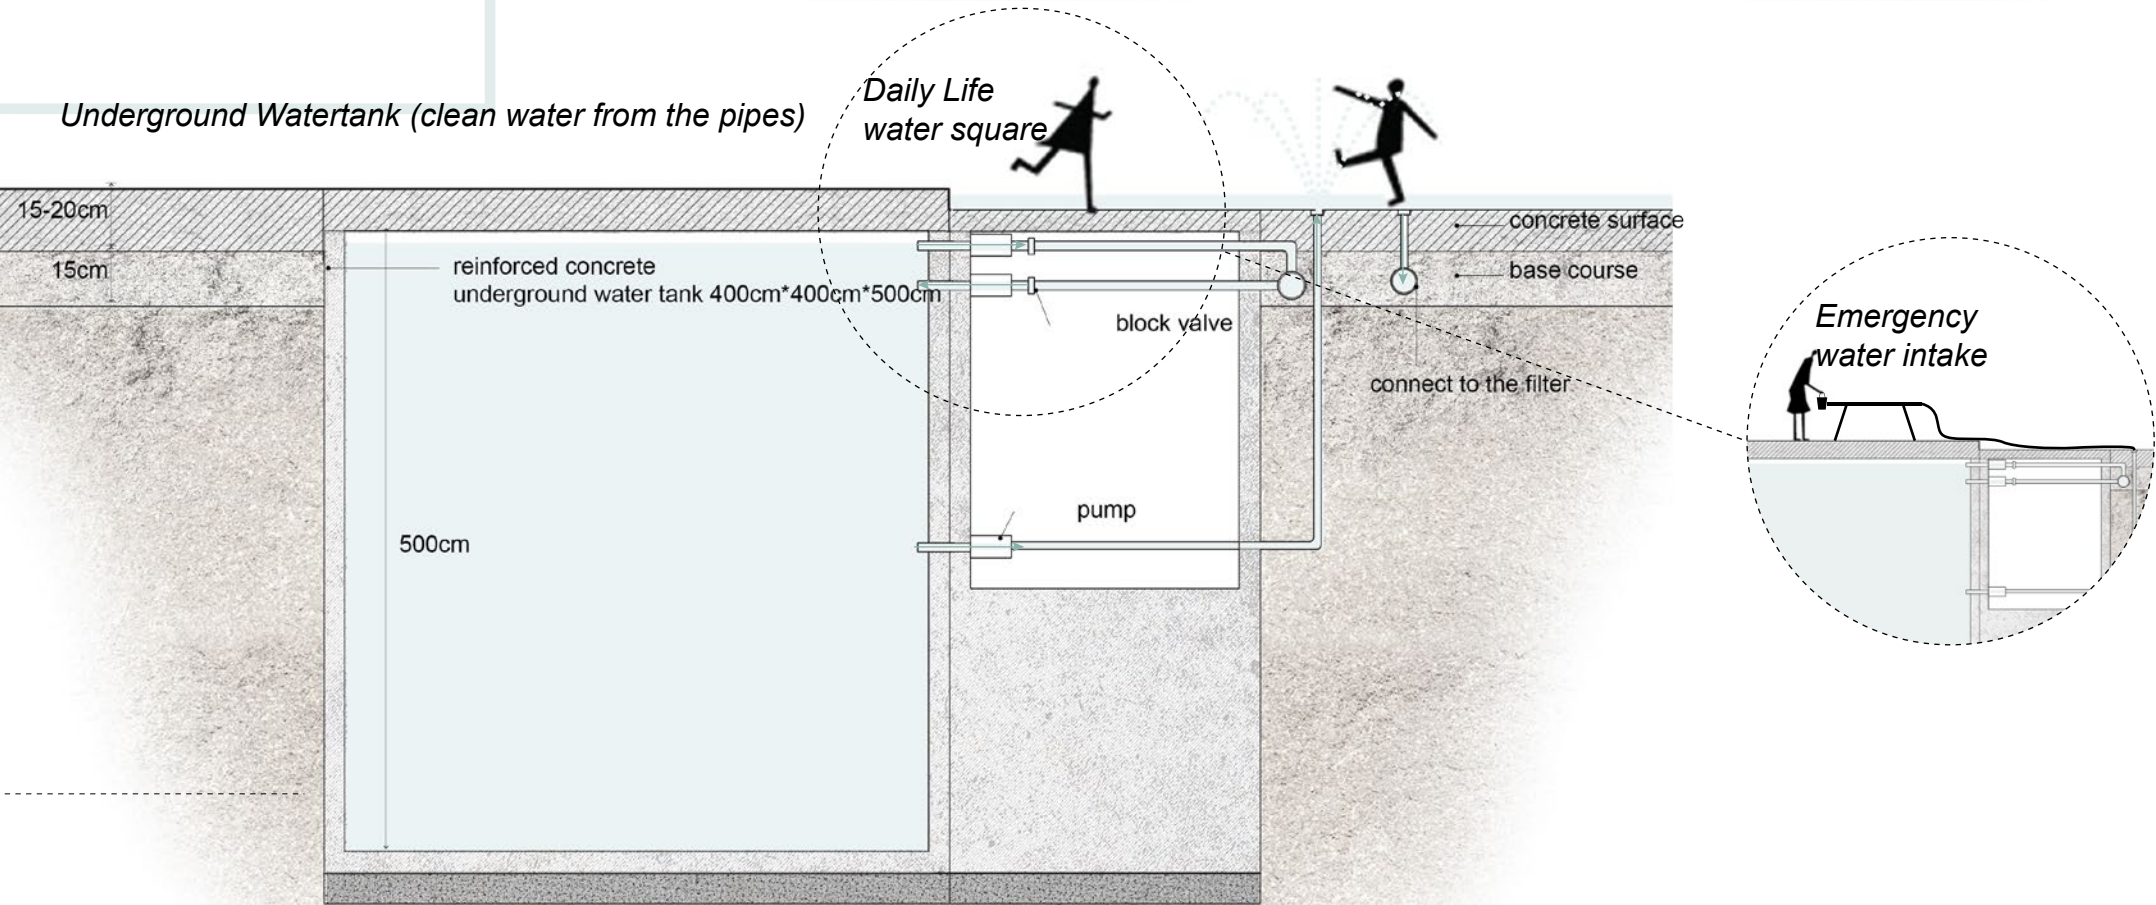 Underground Watertank (clean water from the pipes)
Daily Life
water square
15-20cm
15cm
reinforced concrete
underground water tank 400cm*400cm*500cm
concrete surface
base course
block valve
connect to the filter
Emergency
water intake
pump
500cm